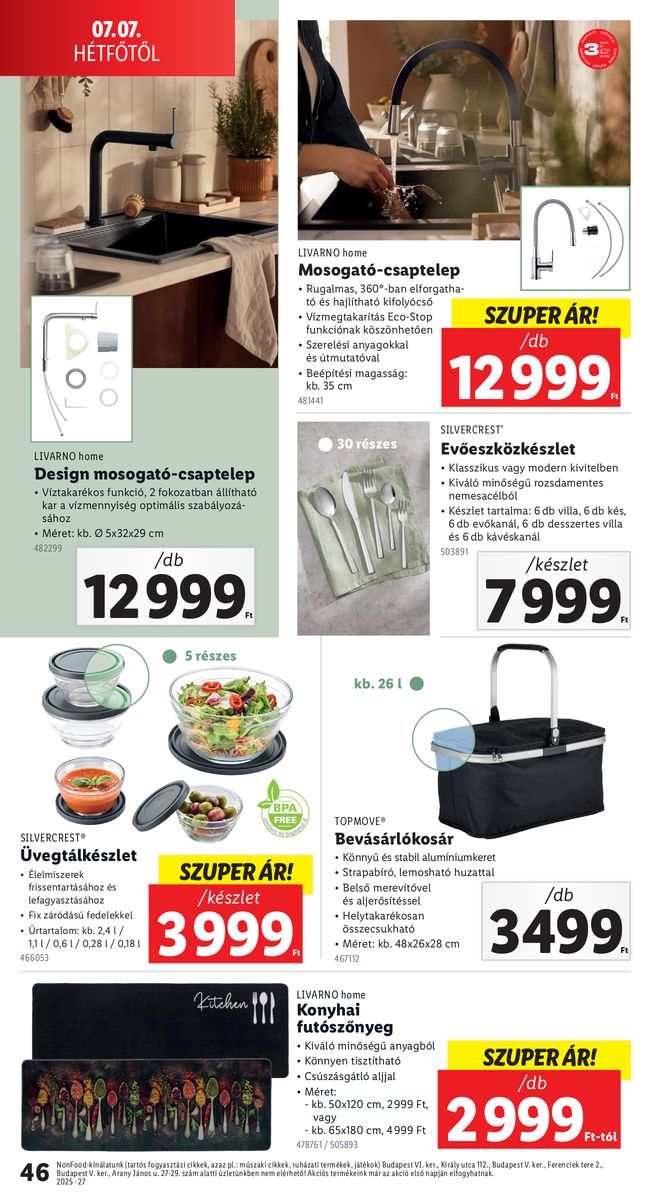 07.07.
HÉTFŐTŐL
3
LIVARNO home
Mosogató-csaptelep
• Rugalmas, 360°-ban elforgatha-
tó és hajlítható kifolyócső
• Vízmegtakarítás Eco-Stop
funkciónak köszönhetően
• Szerelési anyagokkal
és útmutatóval
• Beépítési magasság:
kb. 35 cm
481441
SZUPER ÁR!
/db
12 999 Ft
LIVARNO home
Design mosogató-csaptelep
• Víztakarékos funkció, 2 fokozatban állítható
kar a vízmennyiség optimális szabályozá-
sához
• Méret: kb. Ø 5x32x29 cm
482299
/db
12 999 Ft
30 részes
SILVERCREST®
Evőeszközkészlet
• Klasszikus vagy modern kivitelben
• Kiváló minőségű rozsdamentes
nemesacélból
• Készlet tartalma: 6 db villa, 6 db kés,
6 db evőkanál, 6 db desszertes villa
és 6 db kávéskanál
503891
/készlet
7 999 Ft
5 részes
BPA
FREE
SILVERCREST®
Üvegtálkészlet
• Élelmiszerek
frissentartásához és
lefagyasztásához
• Fix záródású fedelekkel
• Űrtartalom: kb. 2,4 l /
1,1 l / 0,6 l / 0,28 l / 0,18 l
466053
SZUPER ÁR!
/készlet
3 999 Ft
kb. 26 l
TOPMOVE®
Bevásárlókosár
• Könnyű és stabil alumíniumkeret
• Strapabíró, lemosható huzattal
• Belső merevítővel
és aljerősítéssel
• Helytakarékosan
összecsukható
• Méret: kb. 48x26x28 cm
467112
/db
3499 Ft
Kitchen
LIVARNO home
Konyhai
futószőnyeg
• Kiváló minőségű anyagból
• Könnyen tisztítható
• Csúszásgátló aljjal
• Méret:
- kb. 50x120 cm, 2 999 Ft,
vagy
- kb. 65x180 cm, 4 999 Ft
478761 / 505893
SZUPER ÁR!
/db
2 999 Ft-tól
46
NonFood-kínálatunk (tartós fogyasztási cikkek, azaz pl.: műszaki cikkek, ruházati termékek, játékok) Budapest VI. ker., Király utca 112., Budapest V. ker., Ferenciek tere 2.,
Budapest V. ker., Arany János u. 27-29. szám alatti üzletünkben nem elérhető! Akciós termékeink már az akció első napján elfogyhatnak.
2025 · 27